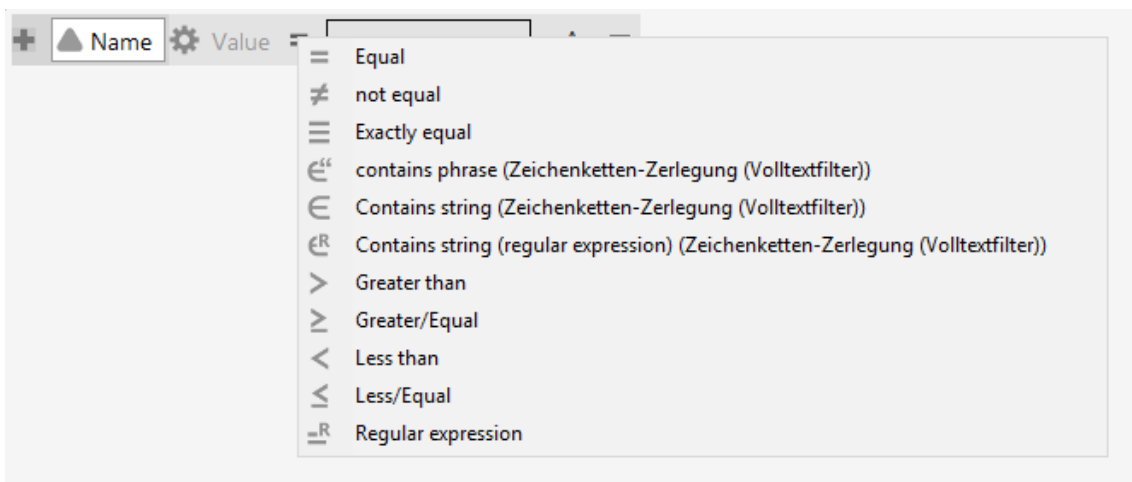 Name Value =
= Equal
≠ not equal
≡ Exactly equal
∈“ contains phrase (Zeichenketten-Zerlegung (Volltextfilter))
∈ Contains string (Zeichenketten-Zerlegung (Volltextfilter))
∈R Contains string (regular expression) (Zeichenketten-Zerlegung (Volltextfilter))
> Greater than
≥ Greater/Equal
< Less than
≤ Less/Equal
=R Regular expression